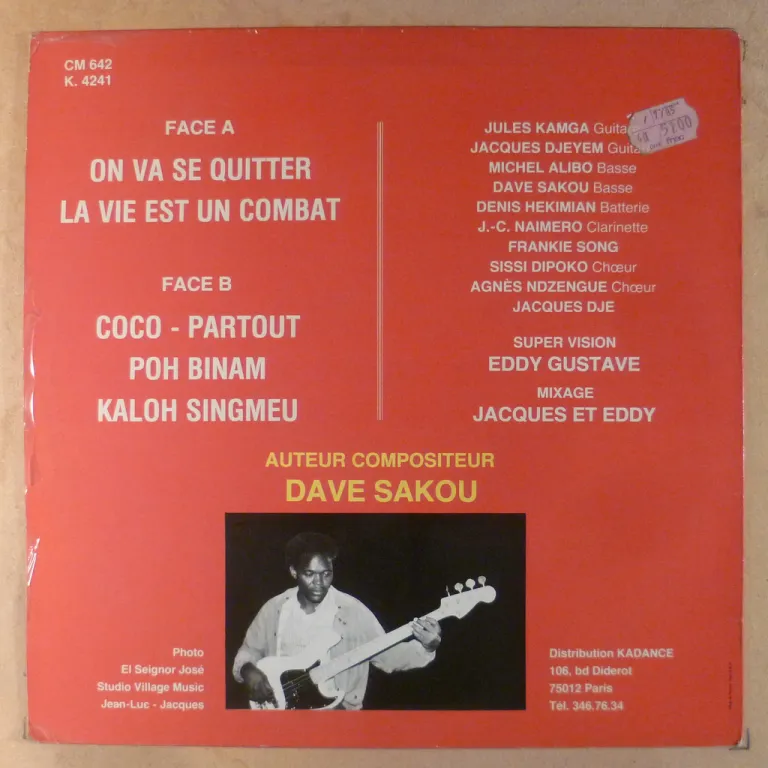 CM 642
K. 4241
FACE A
ON VA SE QUITTER
LA VIE EST UN COMBAT
FACE B
COCO - PARTOUT
POH BINAM
KALOH SINGMEU
JULES KAMGA
JACQUES DJEYEM
MICHEL ALIBO Basse
DAVE SAKOU Basse
DENIS HEKIMIAN Batterie
J.-C. NAIMERO Clarinette
FRANKIE SONG
SISSI DIPOKO Chœur
AGNÈS NDZENGUE Chœur
JACQUES DJE
SUPER VISION
EDDY GUSTAVE
MIXAGE
JACQUES ET EDDY
AUTEUR COMPOSITEUR
DAVE SAKOU
Photo
El Seignor José
Studio Village Music
Jean-Luc - Jacques
Distribution KADANCE
106, bd Diderot
75012 Paris
Tél. 346.76.34